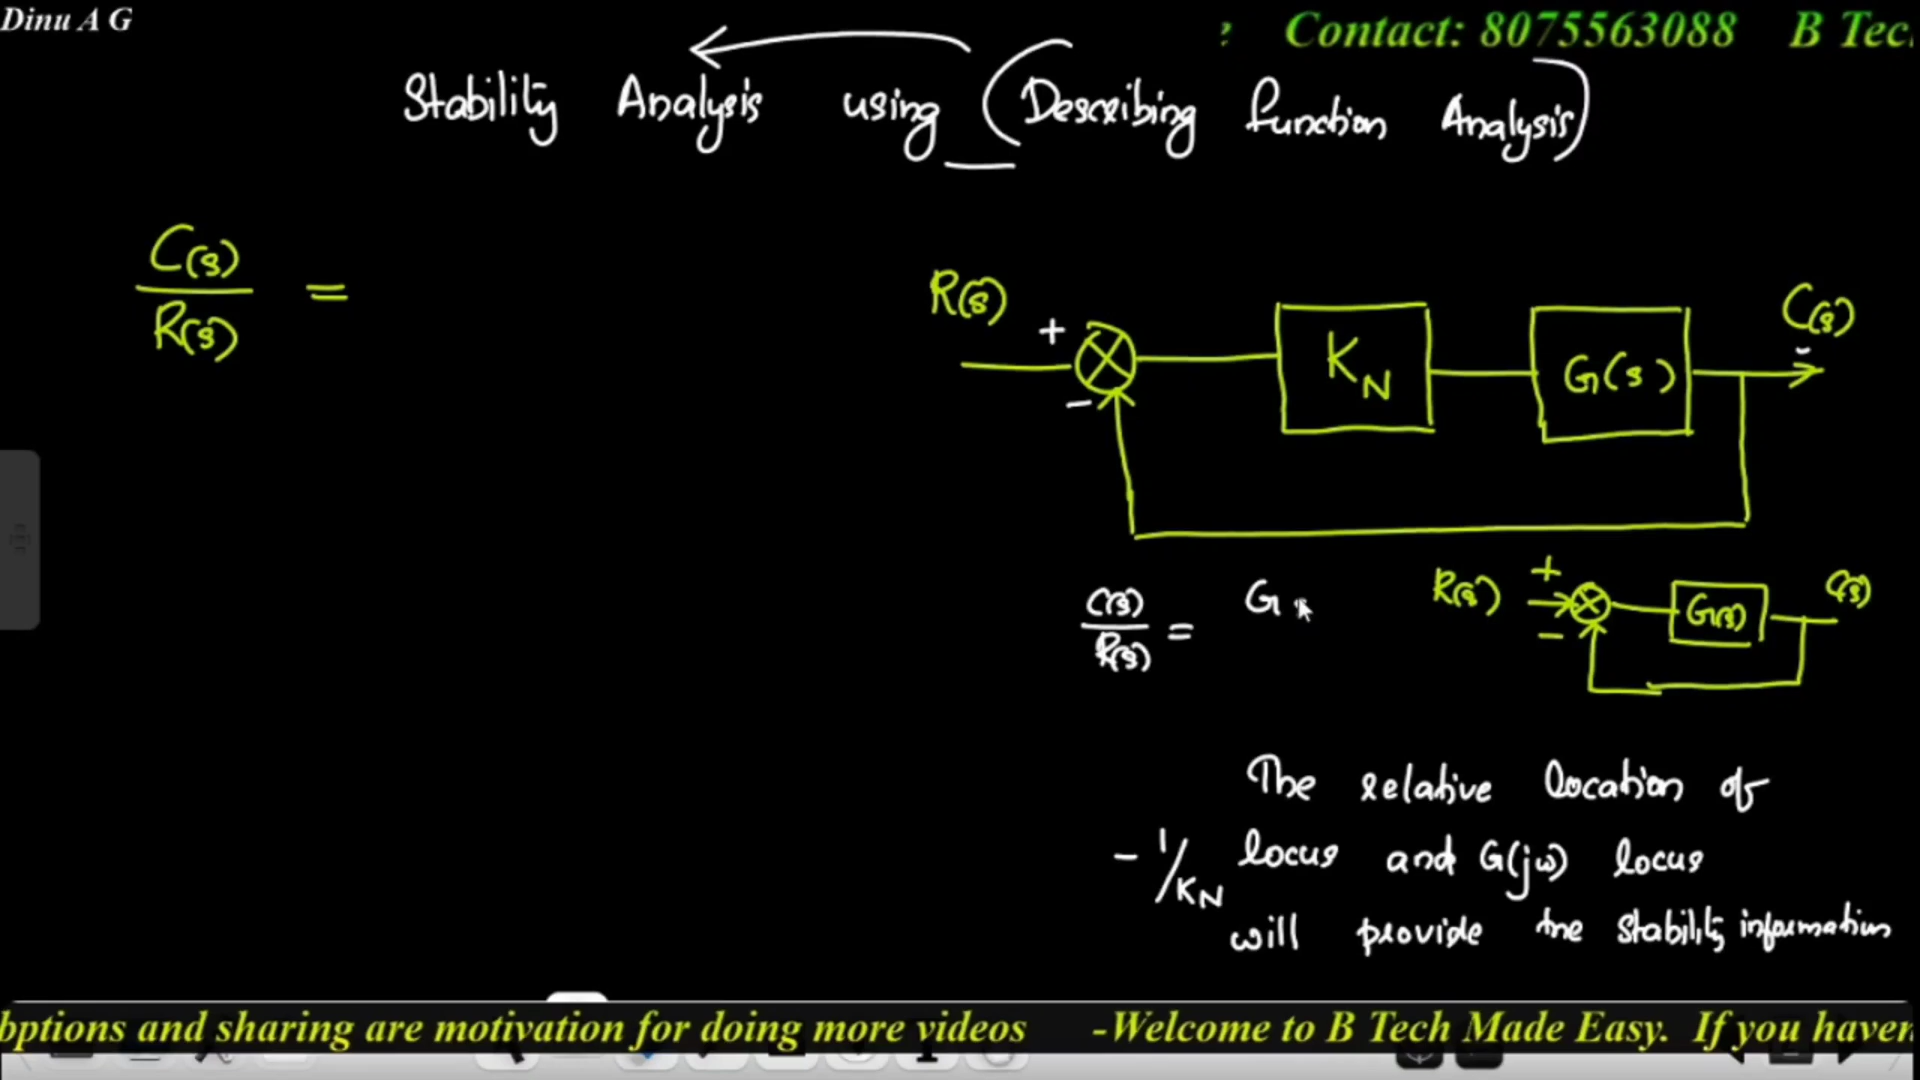 Dinu A G
? Contact: 8075563088 B Tec
Stability Analysis using (Describing function Analysis)
C(s)
R(s)
=
R(s)
+
-
K_N
G(s)
C(s)
C(s)
R(s)
=
G
R(s)
+
-
G(s)
C(s)
The relative location of
- 1/K_N locus and G(jω) locus
will provide the stability information
options and sharing are motivation for doing more videos -Welcome to B Tech Made Easy. If you haven